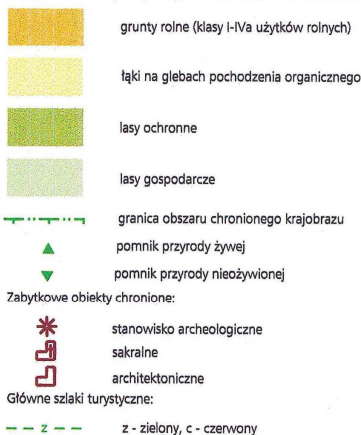 grunty rolne (klasy I-IVa użytków rolnych)
łąki na glebach pochodzenia organicznego
lasy ochronne
lasy gospodarcze
granica obszaru chronionego krajobrazu
pomnik przyrody żywej
pomnik przyrody nieożywionej
Zabytkowe obiekty chronione:
stanowisko archeologiczne
sakralne
architektoniczne
Główne szlaki turystyczne:
z z - zielony, c - czerwony